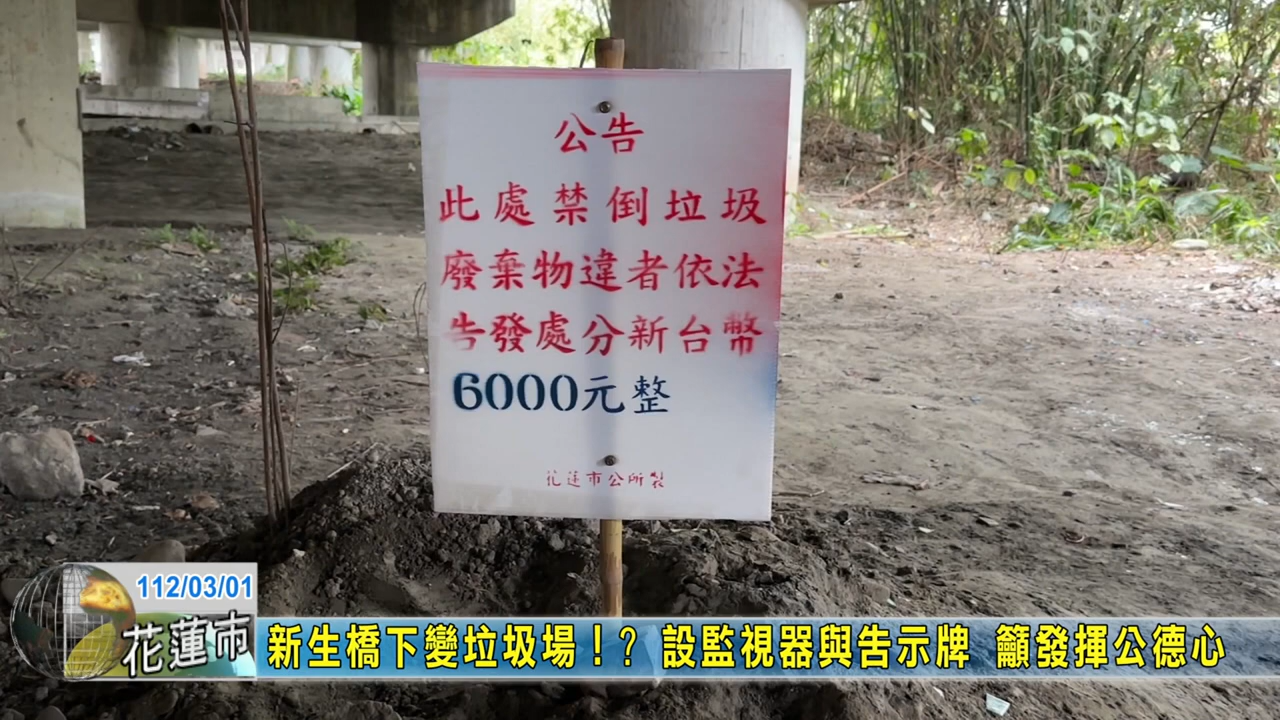 公告
此處禁倒垃圾
廢棄物違者依法
告發處分新台幣
6000元整
花蓮市公所製
112/03/01
花蓮市
新生橋下變垃圾場！？ 設監視器與告示牌 籲發揮公德心